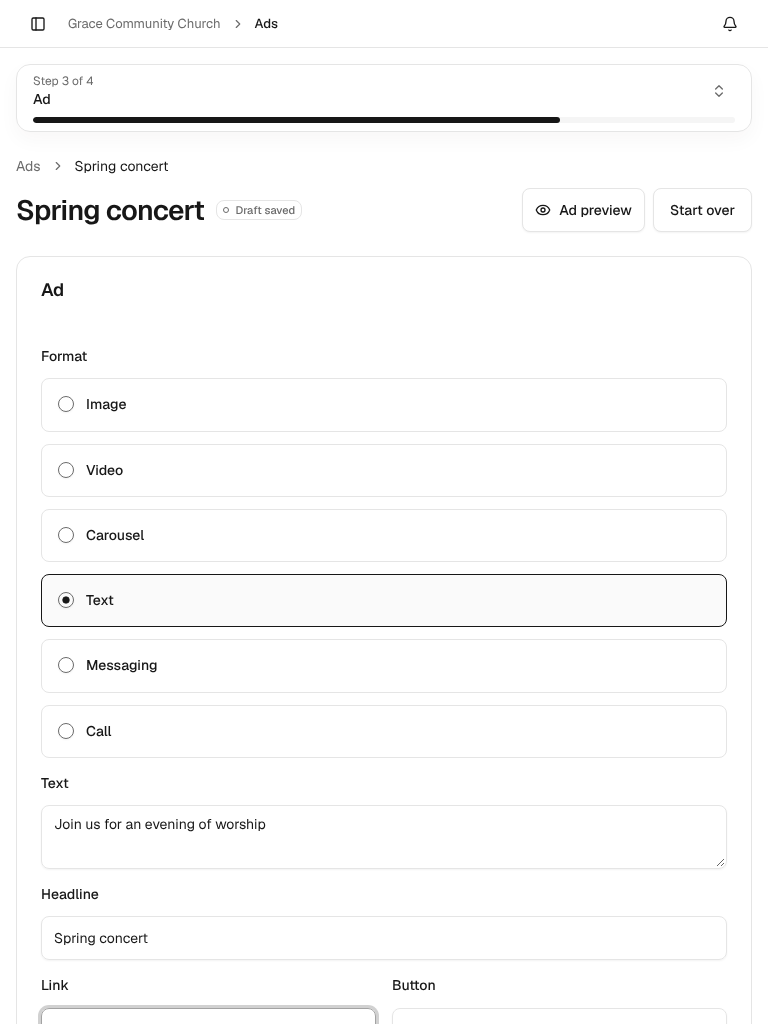 Grace Community Church > Ads
Step 3 of 4
Ad
Ads > Spring concert
Spring concert
Draft saved
Ad preview
Start over
Ad
Format
Image
Video
Carousel
Text
Messaging
Call
Text
Join us for an evening of worship
Headline
Spring concert
Link
Button